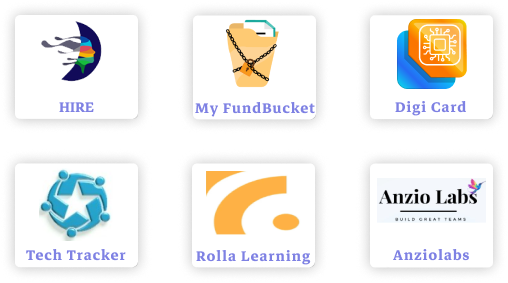 HIRE
My FundBucket
Digi Card
Anzio Labs
BUILD GREAT TEAMS
Tech Tracker
Rolla Learning
Anziolabs